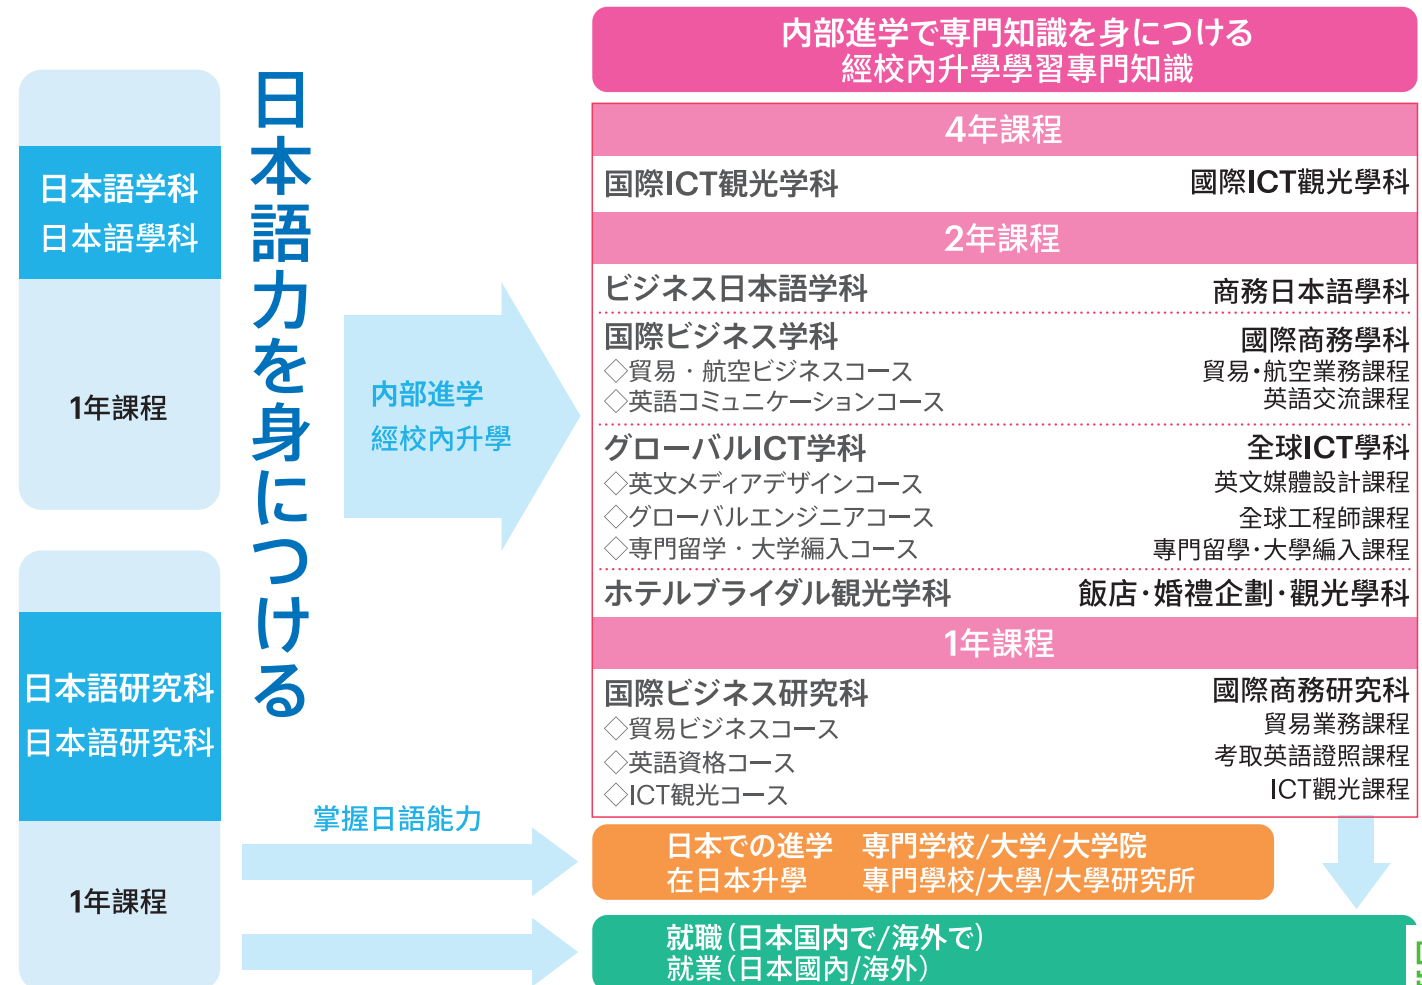 日本語学科
日本語學科
1年課程
日本語研究科
日本語研究科
1年課程
日本語力を身につける
内部進学
經校內升學
掌握日語能力
内部進学で専門知識を身につける
經校內升學學習專門知識
4年課程
国際ICT観光学科 國際ICT觀光學科
2年課程
ビジネス日本語学科 商務日本語學科
国際ビジネス学科 國際商務學科
◇貿易・航空ビジネスコース 貿易・航空業務課程
◇英語コミュニケーションコース 英語交流課程
グローバルICT学科 全球ICT學科
◇英文メディアデザインコース 英文媒體設計課程
◇グローバルエンジニアコース 全球工程師課程
◇専門留学・大学編入コース 專門留學・大學編入課程
ホテルブライダル観光学科 飯店・婚禮企劃・觀光學科
1年課程
国際ビジネス研究科 國際商務研究科
◇貿易ビジネスコース 貿易業務課程
◇英語資格コース 考取英語證照課程
◇ICT観光コース ICT觀光課程
日本での進学 専門学校/大学/大学院
在日本升學 專門學校/大學/大學研究所
就職(日本国内で/海外で)
就業(日本國內/海外)